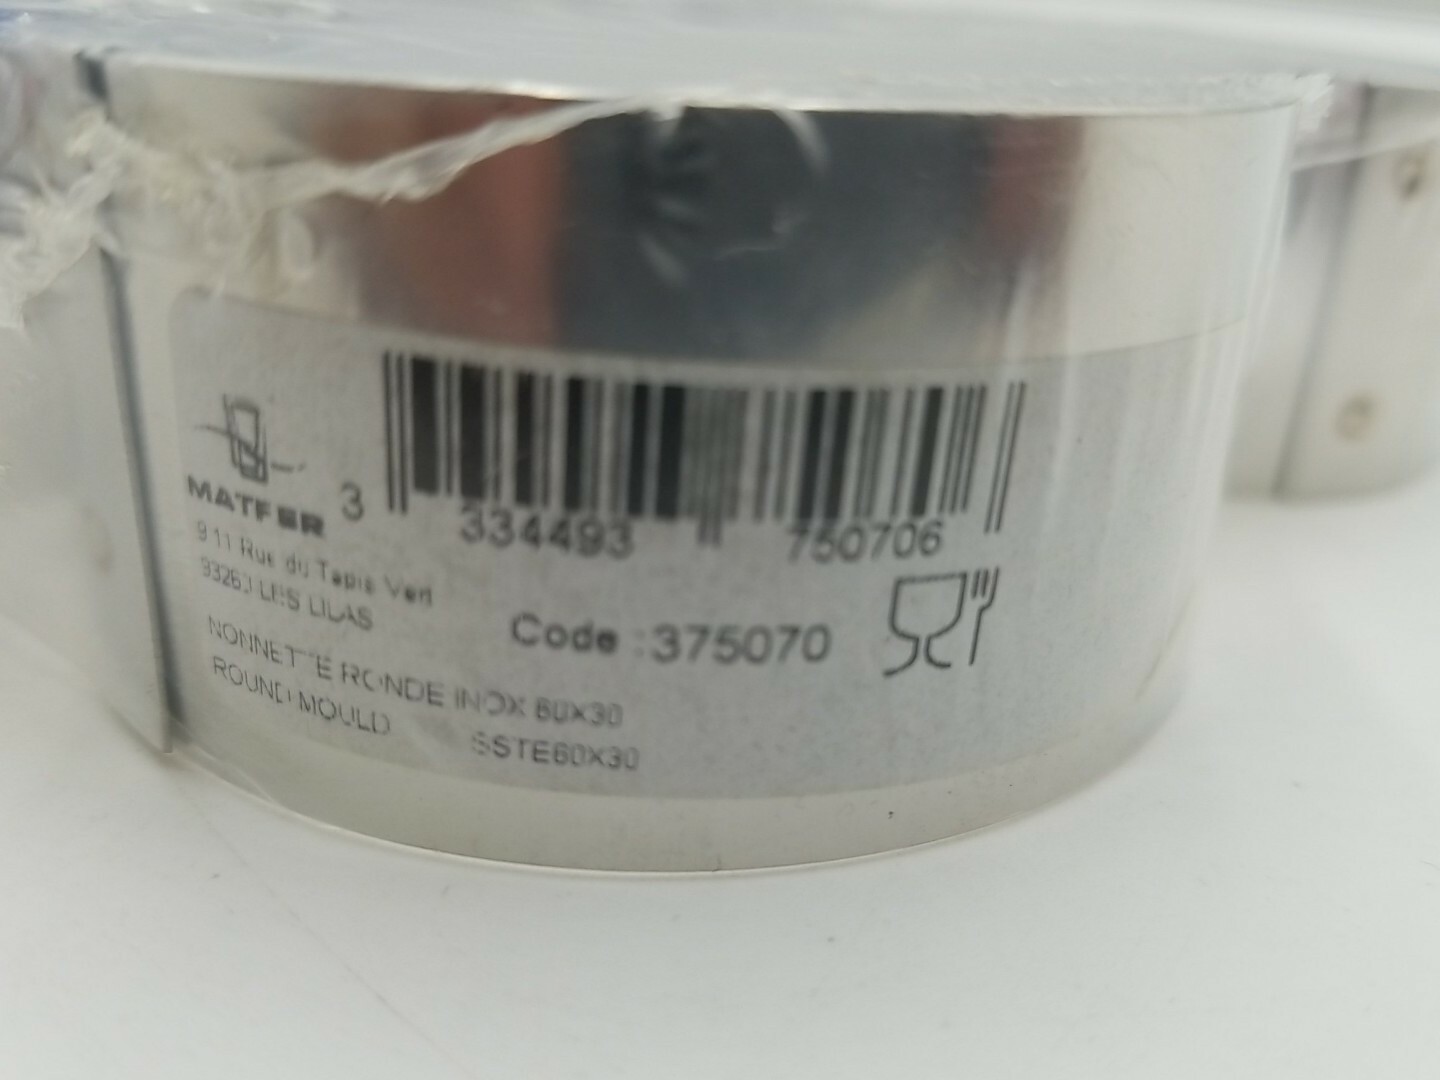 MATFER
9 11 Rue du Tapis Vert
93260 LES LILAS
3 334493 750706
Code : 375070
NONNETTE RONDE INOX 60X30
ROUND MOULD SSTE60X30